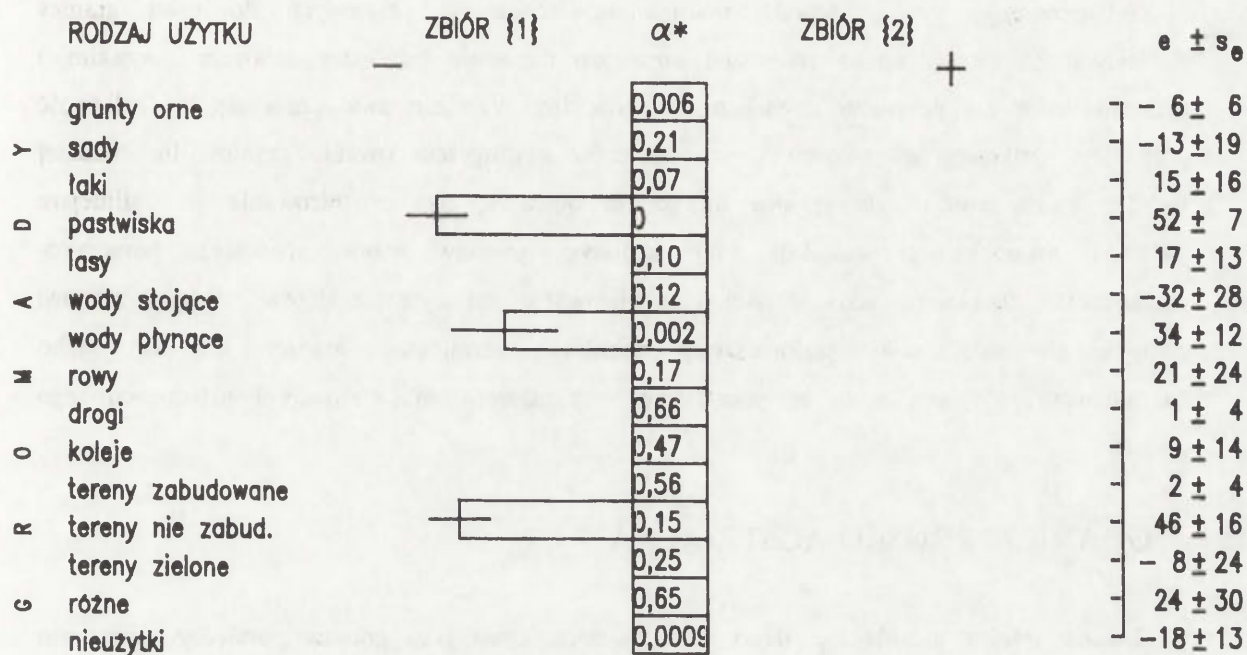 RODZAJ UŻYTKU ZBIÓR {1} α* ZBIÓR {2} e ± s_e
− +
grunty orne 0,006 − 6 ± 6
sady 0,21 −13 ± 19
łąki 0,07 15 ± 16
pastwiska 0 52 ± 7
lasy 0,10 17 ± 13
wody stojące 0,12 −32 ± 28
wody płynące 0,002 34 ± 12
rowy 0,17 21 ± 24
drogi 0,66 1 ± 4
koleje 0,47 9 ± 14
tereny zabudowane 0,56 2 ± 4
tereny nie zabud. 0,15 46 ± 16
tereny zielone 0,25 − 8 ± 24
różne 0,65 24 ± 30
nieużytki 0,0009 −18 ± 13
GROMADY